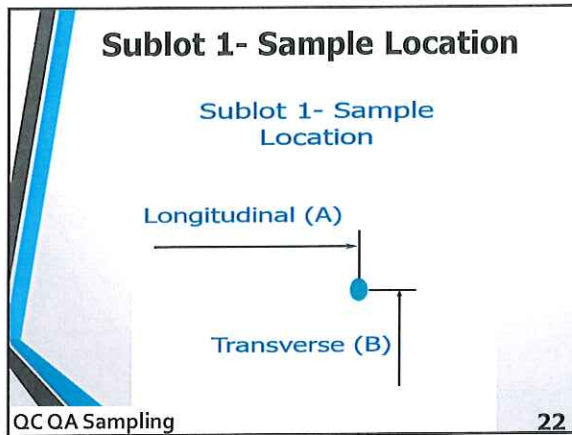 Sublot 1- Sample Location
Sublot 1- Sample
Location
Longitudinal (A)
Transverse (B)
QC QA Sampling
22